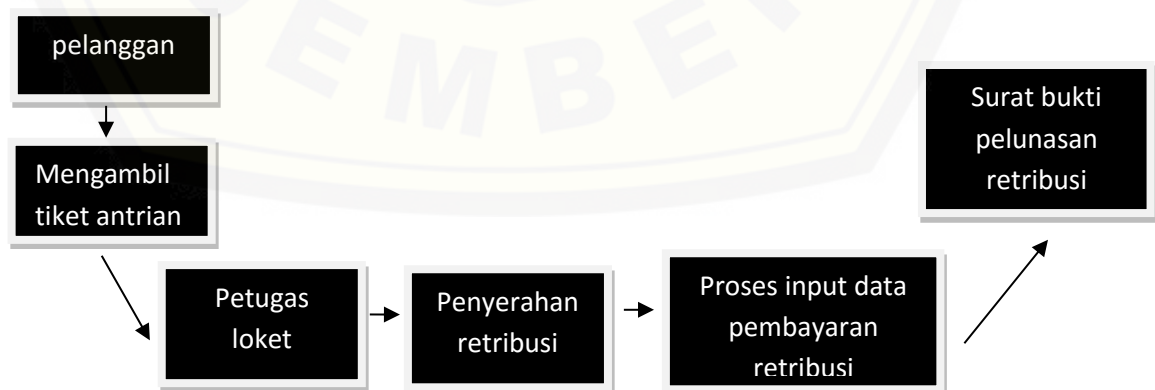 pelanggan
Mengambil
tiket antrian
Petugas
loket
Penyerahan
retribusi
Proses input data
pembayaran
retribusi
Surat bukti
pelunasan
retribusi